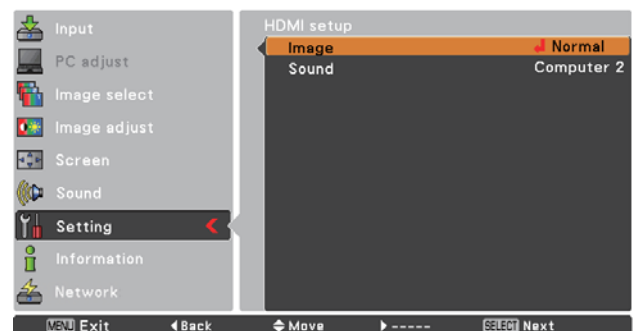 Input
PC adjust
Image select
Image adjust
Screen
Sound
Setting
Information
Network
HDMI setup
Image Normal
Sound Computer 2
MENU Exit ◀Back ◆Move ▶----- SELECT Next